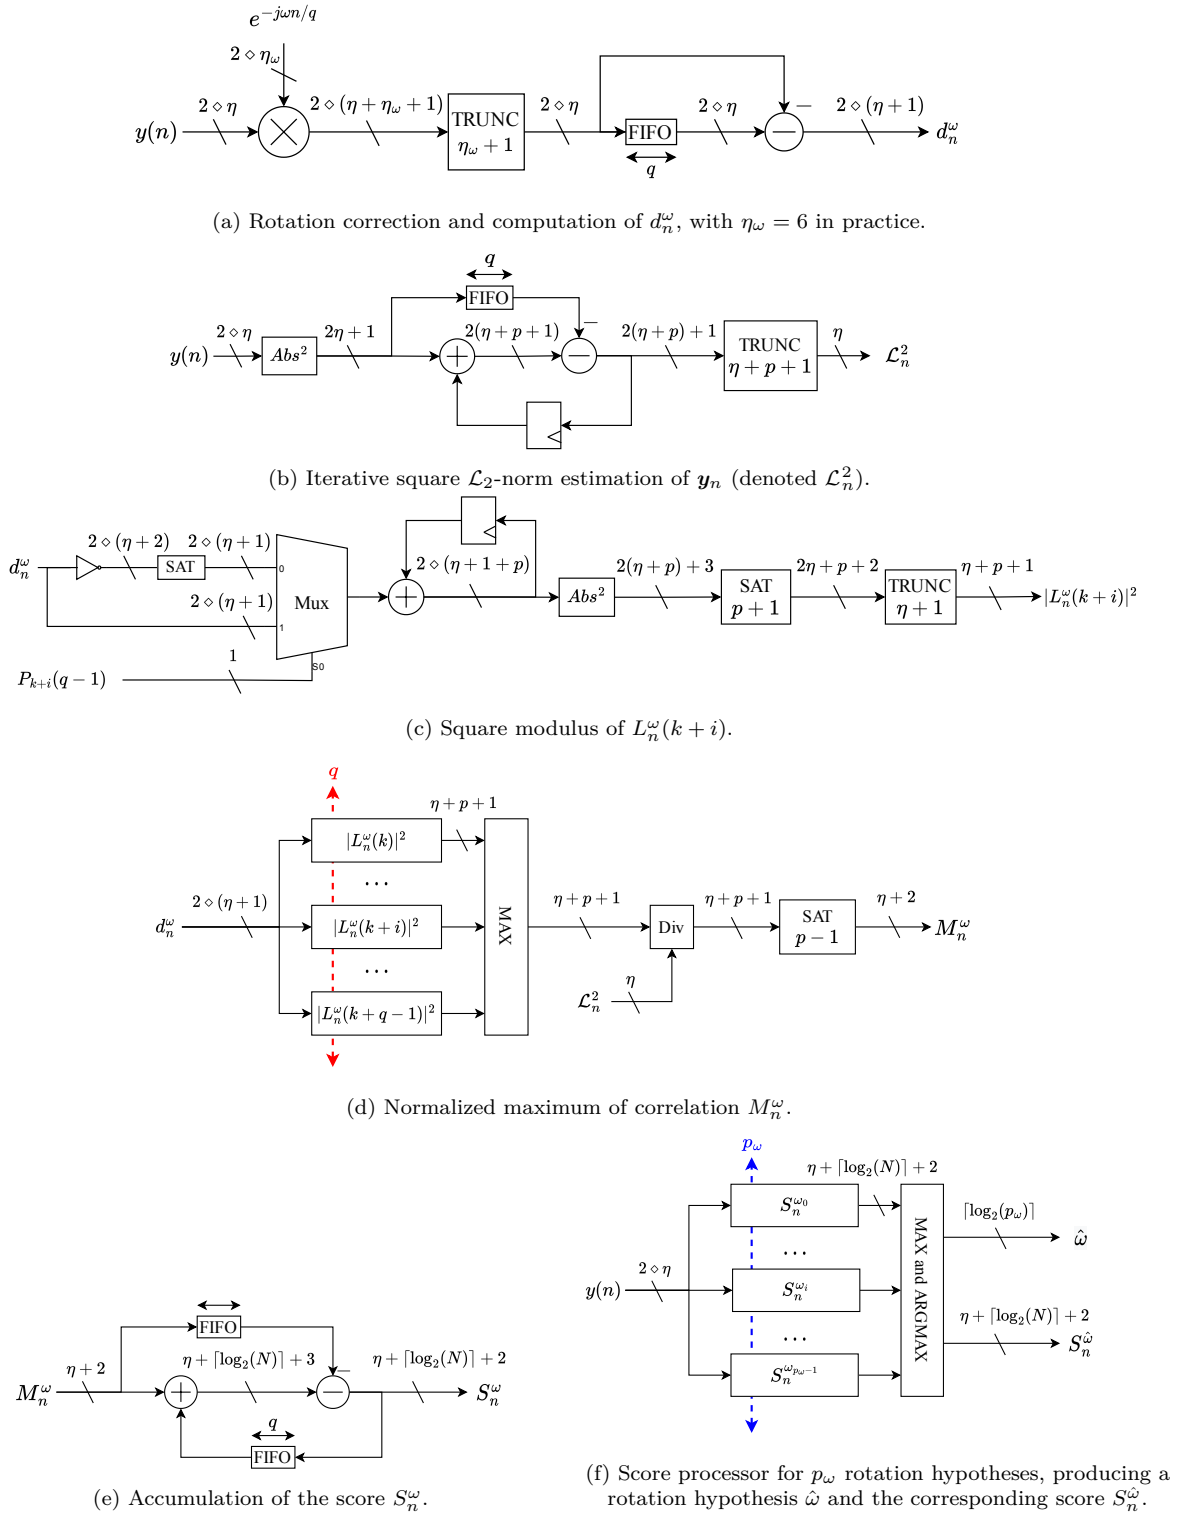 e^{-jωn/q}
2 ⋄ η_ω
2 ⋄ η
2 ⋄ (η + η_ω + 1)
2 ⋄ η
2 ⋄ η
−
2 ⋄ (η + 1)
y(n)
×
TRUNC
η_ω + 1
FIFO
−
d_n^ω
q
(a) Rotation correction and computation of d_n^ω, with η_ω = 6 in practice.
q
FIFO
2 ⋄ η
2η + 1
2(η + p + 1)
−
2(η + p) + 1
η
y(n)
Abs²
+
−
TRUNC
η + p + 1
ℒ_n^2
(b) Iterative square ℒ₂-norm estimation of y_n (denoted ℒ_n^2).
2 ⋄ (η + 2)
2 ⋄ (η + 1)
d_n^ω
SAT
0
2 ⋄ (η + 1)
Mux
1
S0
1
P_{k+i}(q − 1)
+
2 ⋄ (η + 1 + p)
Abs²
2(η + p) + 3
SAT
p + 1
2η + p + 2
TRUNC
η + 1
η + p + 1
|L_n^ω(k + i)|²
(c) Square modulus of L_n^ω(k + i).
q
η + p + 1
|L_n^ω(k)|²
···
2 ⋄ (η + 1)
d_n^ω
|L_n^ω(k + i)|²
···
|L_n^ω(k + q − 1)|²
MAX
η + p + 1
Div
η + p + 1
SAT
p − 1
η + 2
M_n^ω
ℒ_n^2
η
(d) Normalized maximum of correlation M_n^ω.
FIFO
η + 2
η + ⌈log₂(N)⌉ + 3
−
η + ⌈log₂(N)⌉ + 2
M_n^ω
+
−
S_n^ω
q
FIFO
(e) Accumulation of the score S_n^ω.
p_ω
η + ⌈log₂(N)⌉ + 2
S_n^{ω_0}
···
2 ⋄ η
y(n)
S_n^{ω_i}
···
S_n^{ω_{p_ω−1}}
MAX and ARGMAX
⌈log₂(p_ω)⌉
ω̂
η + ⌈log₂(N)⌉ + 2
S_n^{ω̂}
(f) Score processor for p_ω rotation hypotheses, producing a
rotation hypothesis ω̂ and the corresponding score S_n^{ω̂}.